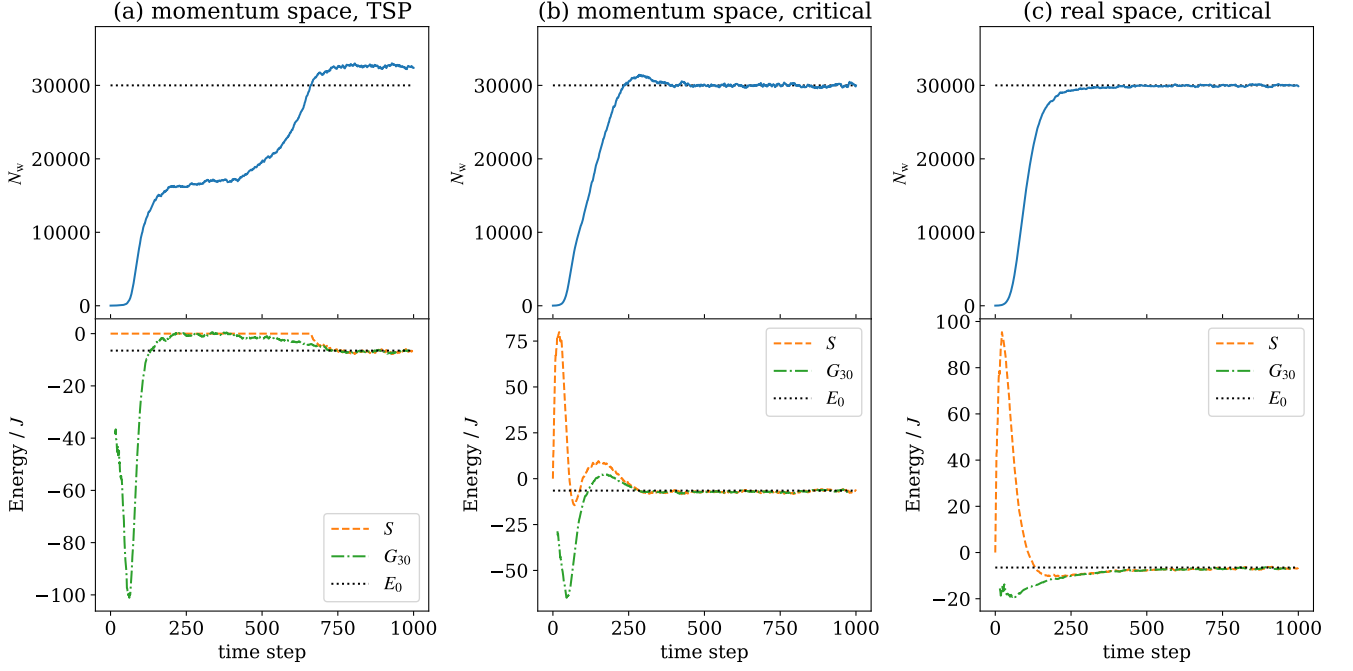 (a) momentum space, TSP
(b) momentum space, critical
(c) real space, critical
N_w
30000
20000
10000
0
N_w
30000
20000
10000
0
N_w
30000
20000
10000
0
Energy / J
0
−20
−40
−60
−80
−100
S
G_30
E_0
0
250
500
750
1000
time step
Energy / J
75
50
25
0
−25
−50
S
G_30
E_0
0
250
500
750
1000
time step
Energy / J
100
80
60
40
20
0
−20
S
G_30
E_0
0
250
500
750
1000
time step